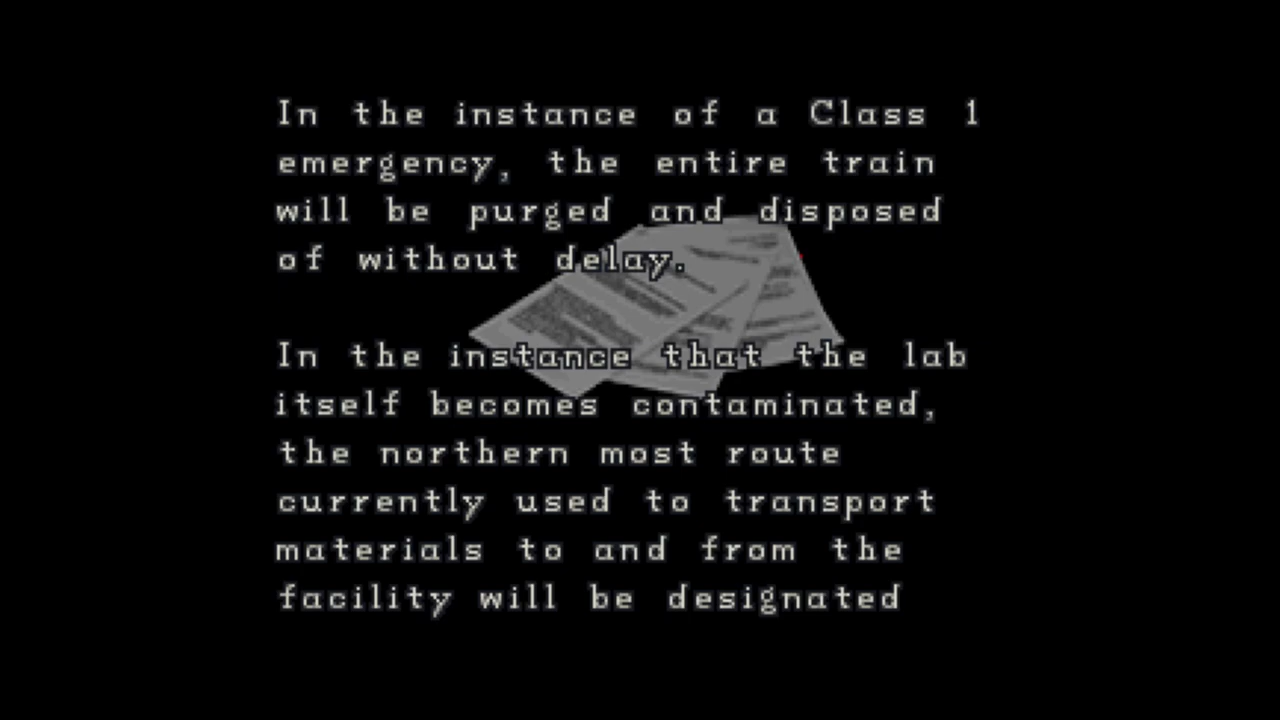 In the instance of a Class 1
emergency, the entire train
will be purged and disposed
of without delay.
In the instance that the lab
itself becomes contaminated,
the northern most route
currently used to transport
materials to and from the
facility will be designated